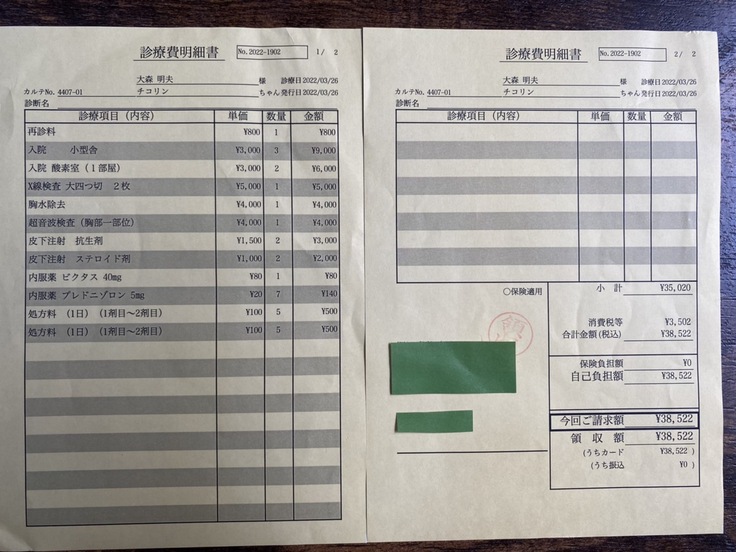 診療費明細書
No.2022-1902
1/ 2
大森 明夫 様 診療日2022/03/26
カルテNo. 4407-01 チコリン ちゃん 発行日2022/03/26
診断名
診療項目（内容） 単価 数量 金額
再診料 ¥800 1 ¥800
入院 小型舎 ¥3,000 3 ¥9,000
入院 酸素室（１部屋） ¥3,000 2 ¥6,000
X線検査 大四つ切 ２枚 ¥5,000 1 ¥5,000
胸水除去 ¥4,000 1 ¥4,000
超音波検査（胸部一部位） ¥4,000 1 ¥4,000
皮下注射 抗生剤 ¥1,500 2 ¥3,000
皮下注射 ステロイド剤 ¥1,000 2 ¥2,000
内服薬 ビクタス 40mg ¥80 1 ¥80
内服薬 プレドニゾロン 5mg ¥20 7 ¥140
処方料 （1日）（1剤目～2剤目） ¥100 5 ¥500
処方料 （1日）（1剤目～2剤目） ¥100 5 ¥500
診療費明細書
No.2022-1902
2/ 2
大森 明夫 様 診療日2022/03/26
カルテNo. 4407-01 チコリン ちゃん 発行日2022/03/26
診断名
診療項目（内容） 単価 数量 金額
小 計 ¥35,020
○保険適用
消費税等 ¥3,502
合計金額(税込) ¥38,522
保険負担額 ¥0
自己負担額 ¥38,522
今回ご請求額 ¥38,522
領 収 額 ¥38,522
(うちカード ¥38,522 )
(うち振込 ¥0 )